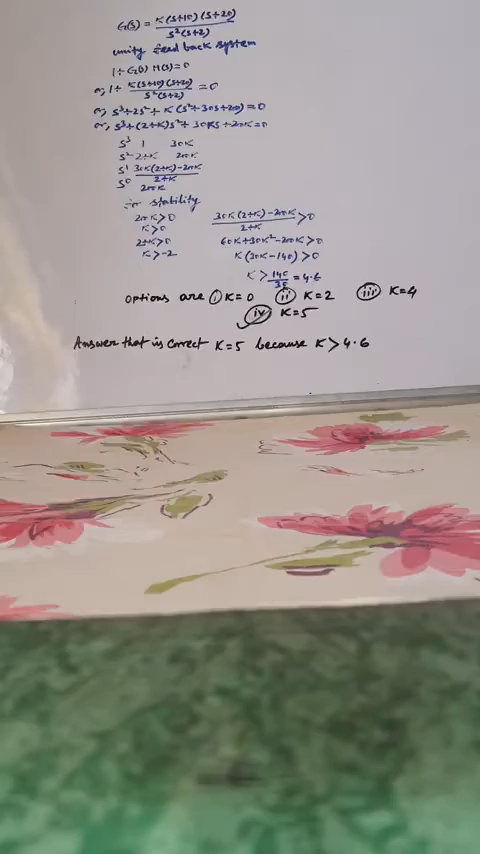 G(s) = K(s+10)(s+20) / s²(s+2)
unity feed back system
1+ G(s) H(s) = 0
or, 1+ K(s+10)(s+20) / s²(s+2) = 0
or, s³+2s²+ K (s²+30s+200) = 0
or, s³+(2+K)s²+ 30Ks +200K=0
s³ 1 30K
s² 2+K 200K
s¹ 30K(2+K)-200K / 2+K
s⁰ 200K
For stability
200K>0
K>0
2+K>0
K>-2
30K(2+K)-200K / 2+K >0
60K+30K²-200K>0
K(30K-140) >0
K > 140/30 = 4.6
options are (i) K=0 (ii) K=2 (iii) K=4
(iv) K=5
Answer that is correct K=5 because K>4.6